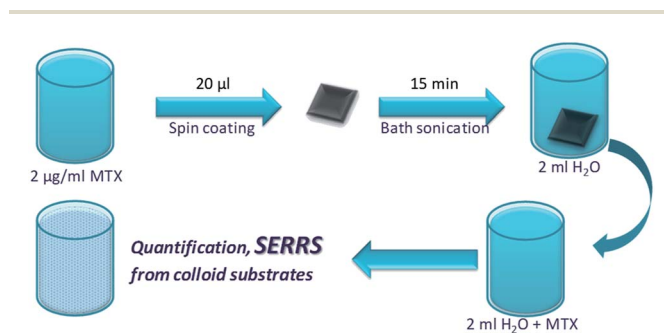 20 µl
Spin coating
15 min
Bath sonication
2 µg/ml MTX
2 ml H₂O
Quantification, SERRS
from colloid substrates
2 ml H₂O + MTX